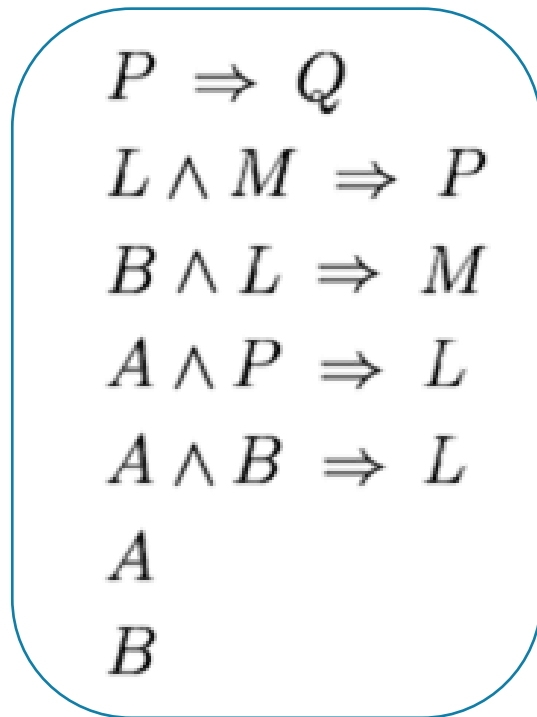 P ⇒ Q
L ∧ M ⇒ P
B ∧ L ⇒ M
A ∧ P ⇒ L
A ∧ B ⇒ L
A
B